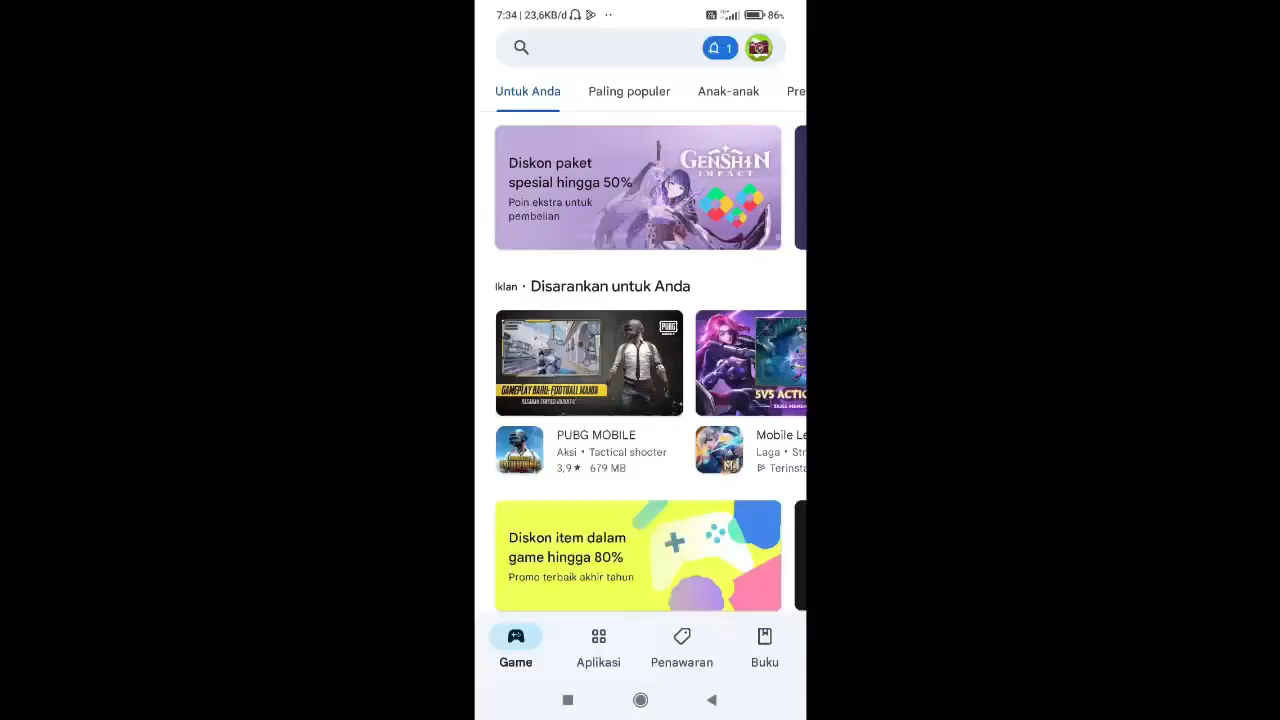 7:34 | 23,6KB/d
86%
1
Untuk Anda
Paling populer
Anak-anak
Pre
Diskon paket
spesial hingga 50%
Poin ekstra untuk
pembelian
GENSHIN
IMPACT
Iklan · Disarankan untuk Anda
PUBG
GAMEPLAY BARU: FOOTBALL MANIA
5V5 ACTIO
PUBG MOBILE
Aksi • Tactical shooter
3,9★ 679 MB
Mobile Le
Laga • Str
Terinsta
Diskon item dalam
game hingga 80%
Promo terbaik akhir tahun
Game
Aplikasi
Penawaran
Buku